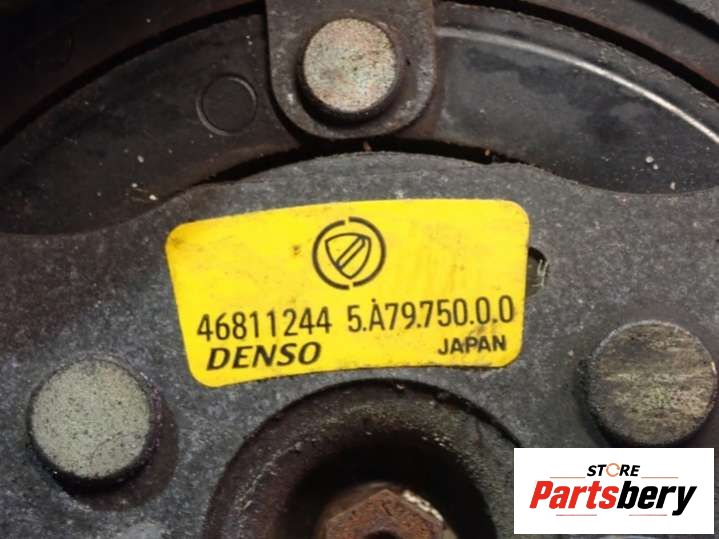 46811244 5.A79.750.0.0
DENSO JAPAN
STORE
Partsbery